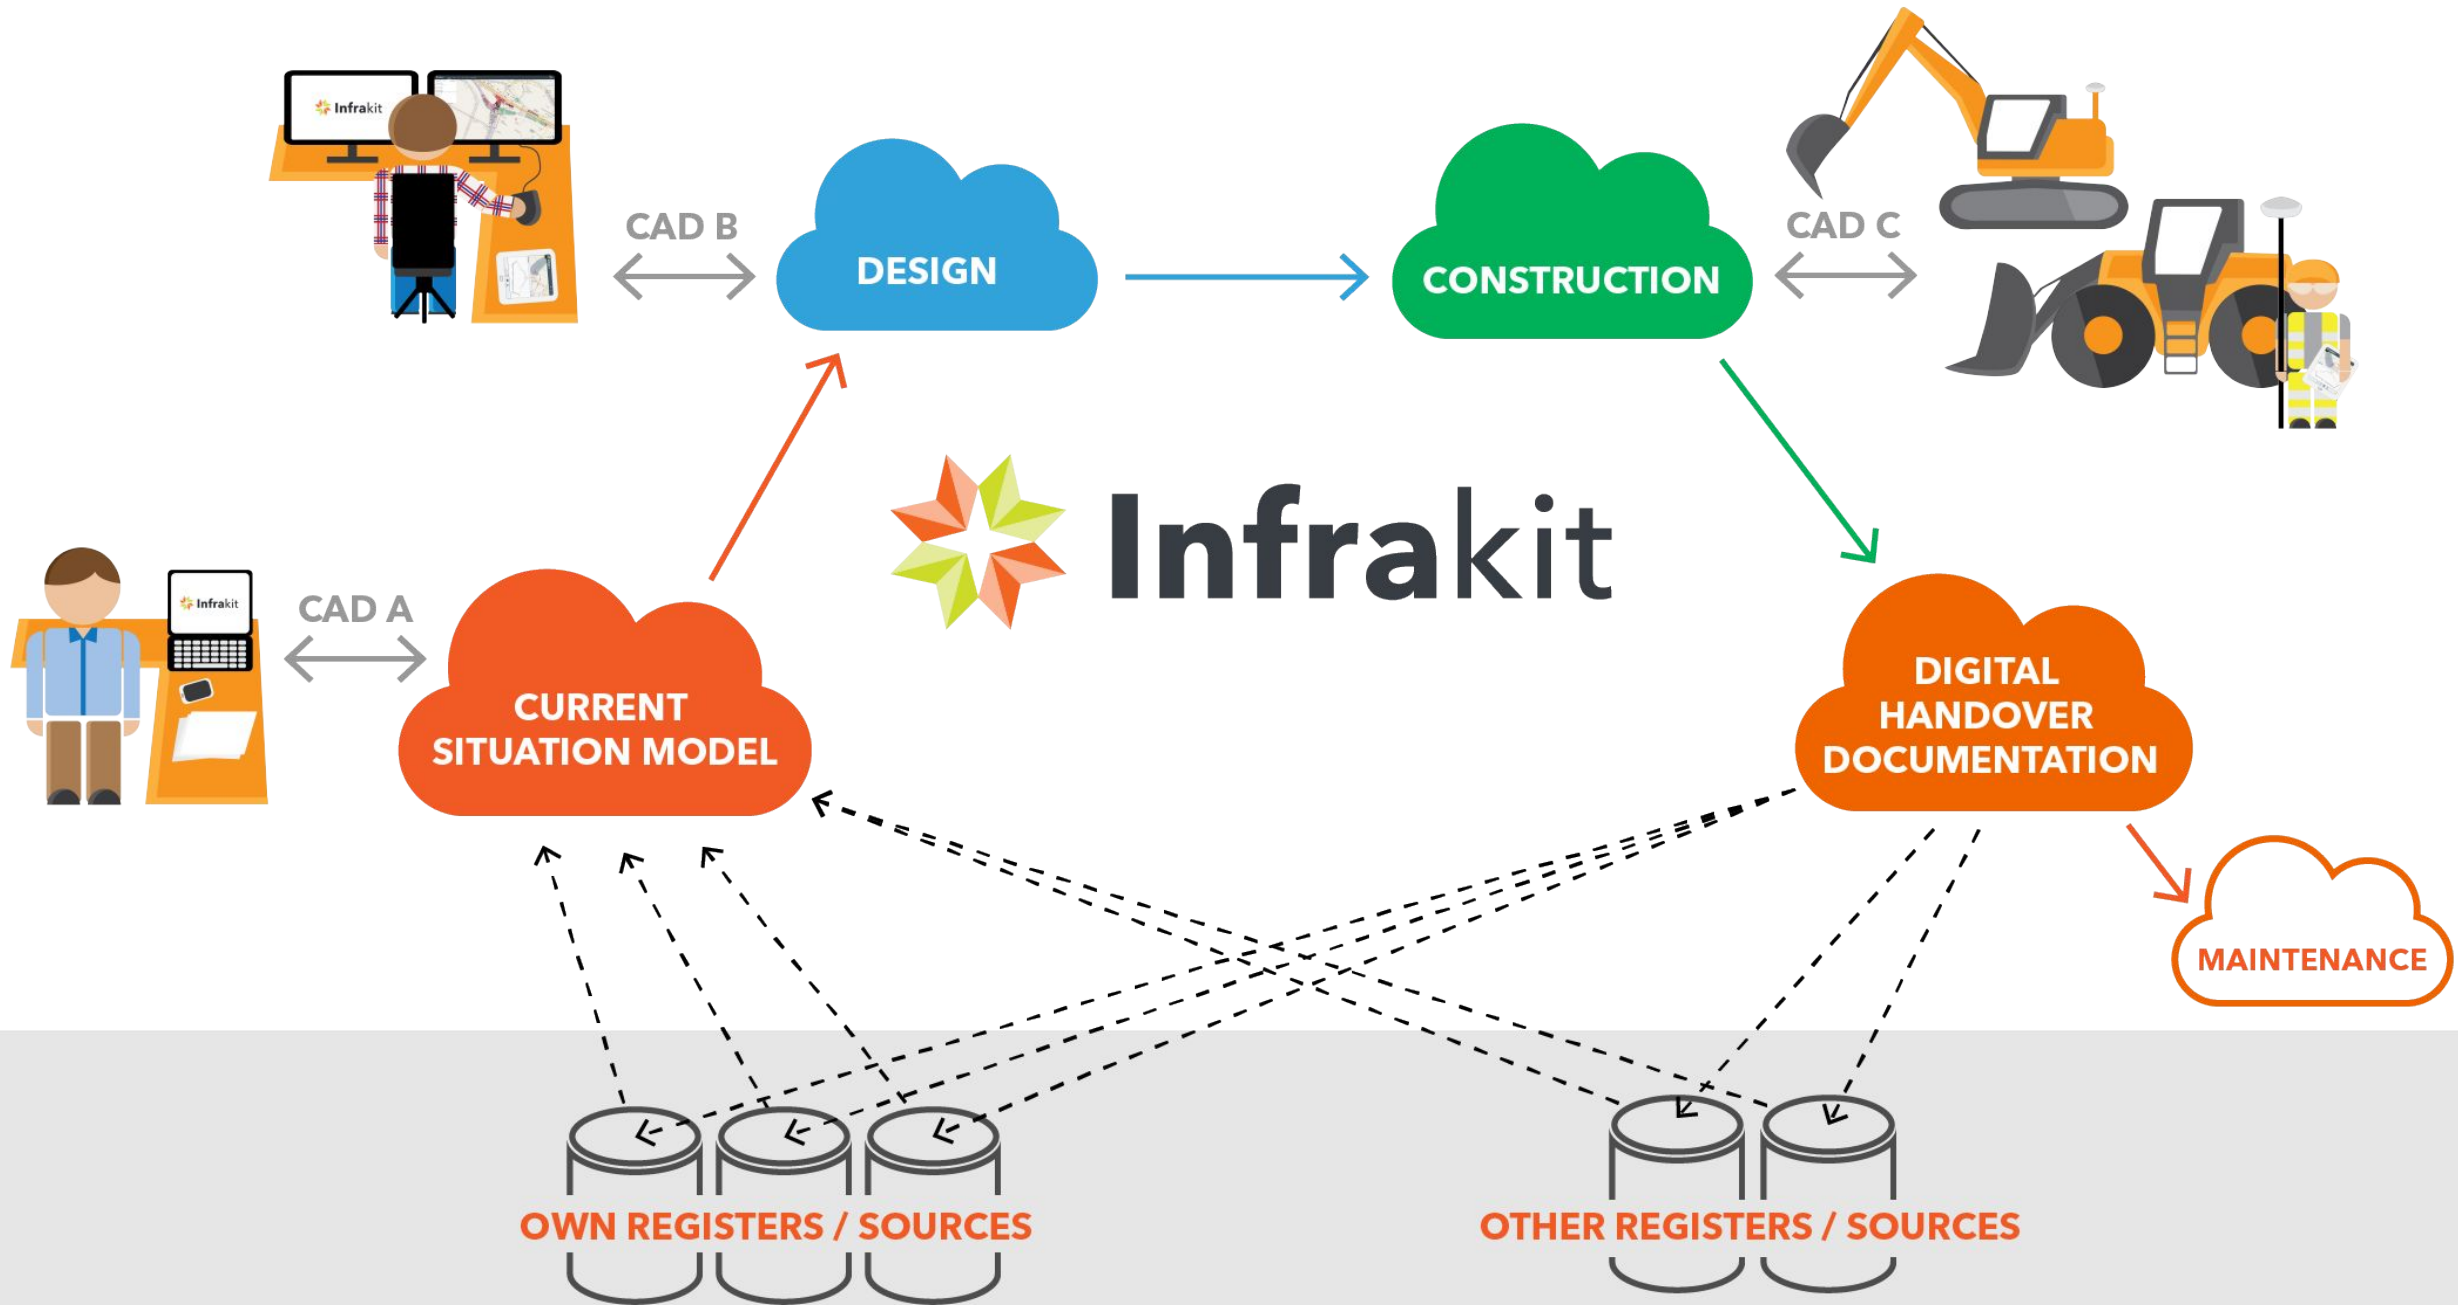 Infrakit
CAD B
DESIGN
CONSTRUCTION
CAD C
Infrakit
Infrakit
CAD A
CURRENT
SITUATION MODEL
DIGITAL
HANDOVER
DOCUMENTATION
MAINTENANCE
OWN REGISTERS / SOURCES
OTHER REGISTERS / SOURCES